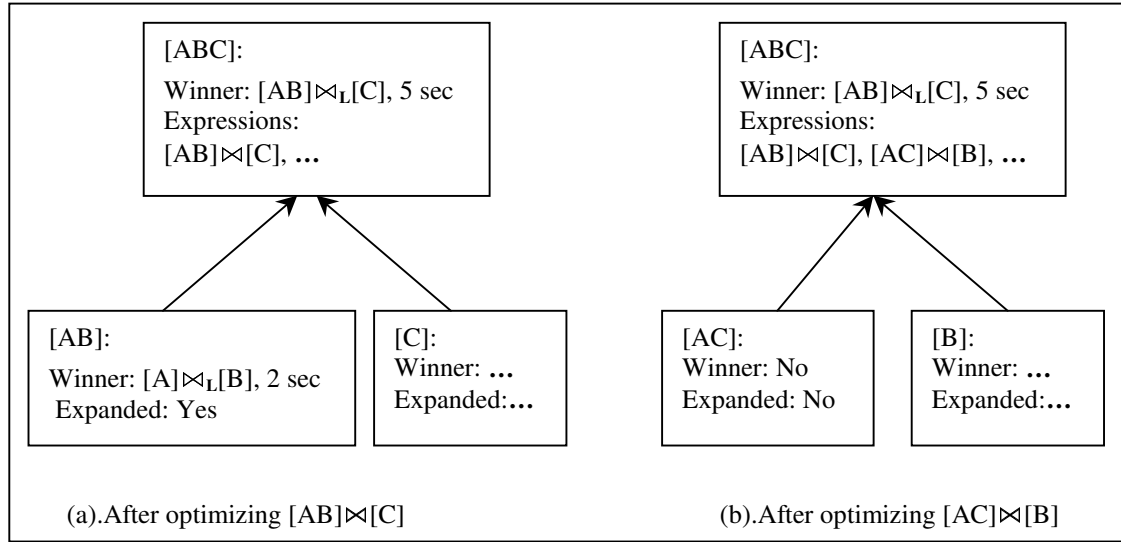 [ABC]:
Winner: [AB]⋈L[C], 5 sec
Expressions:
[AB]⋈[C], ...
[AB]:
Winner: [A]⋈L[B], 2 sec
Expanded: Yes
[C]:
Winner: ...
Expanded:...
(a).After optimizing [AB]⋈[C]
[ABC]:
Winner: [AB]⋈L[C], 5 sec
Expressions:
[AB]⋈[C], [AC]⋈[B], ...
[AC]:
Winner: No
Expanded: No
[B]:
Winner: ...
Expanded:...
(b).After optimizing [AC]⋈[B]